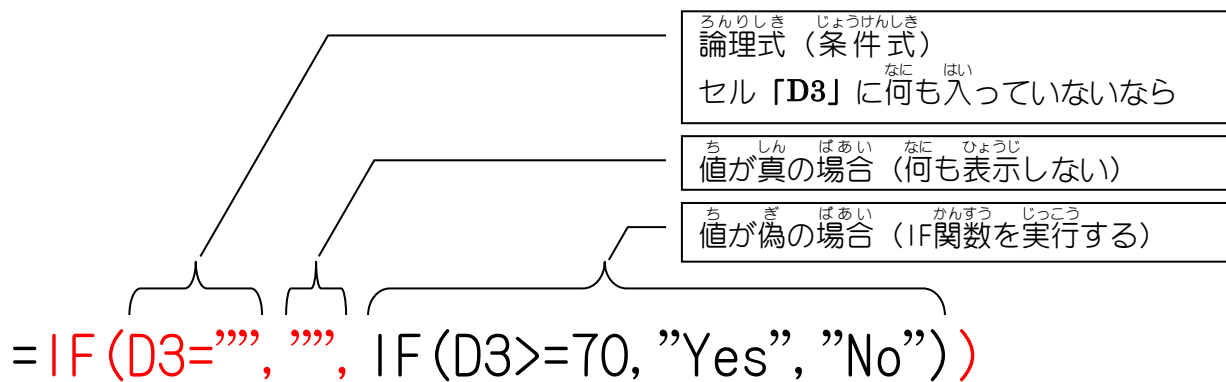 ろんりしき じょうけんしき
論理式（条件式）
なに はい
セル「D3」に何も入っていないなら
ち しん ばあい なに ひょうじ
値が真の場合（何も表示しない）
ち ぎ ばあい かんすう じっこう
値が偽の場合（IF関数を実行する）
=IF(D3=””, ””, IF(D3>=70, ”Yes”, ”No”))